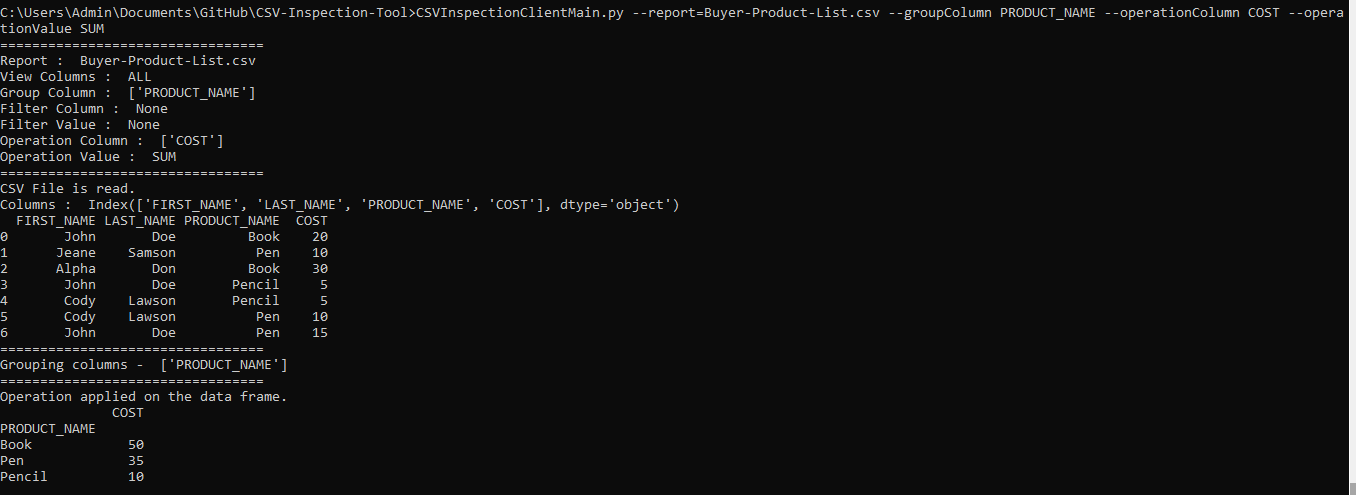 C:\Users\Admin\Documents\GitHub\CSV-Inspection-Tool>CSVInspectionClientMain.py --report=Buyer-Product-List.csv --groupColumn PRODUCT_NAME --operationColumn COST --opera
tionValue SUM
=================================
Report :  Buyer-Product-List.csv
View Columns :  ALL
Group Column :  ['PRODUCT_NAME']
Filter Column :  None
Filter Value :  None
Operation Column :  ['COST']
Operation Value :  SUM
=================================
CSV File is read.
Columns :  Index(['FIRST_NAME', 'LAST_NAME', 'PRODUCT_NAME', 'COST'], dtype='object')
  FIRST_NAME LAST_NAME PRODUCT_NAME  COST
0       John       Doe         Book    20
1      Jeane    Samson          Pen    10
2      Alpha       Don         Book    30
3       John       Doe       Pencil     5
4       Cody    Lawson       Pencil     5
5       Cody    Lawson          Pen    10
6       John       Doe          Pen    15
=================================
Grouping columns -  ['PRODUCT_NAME']
=================================
Operation applied on the data frame.
              COST
PRODUCT_NAME
Book            50
Pen             35
Pencil          10